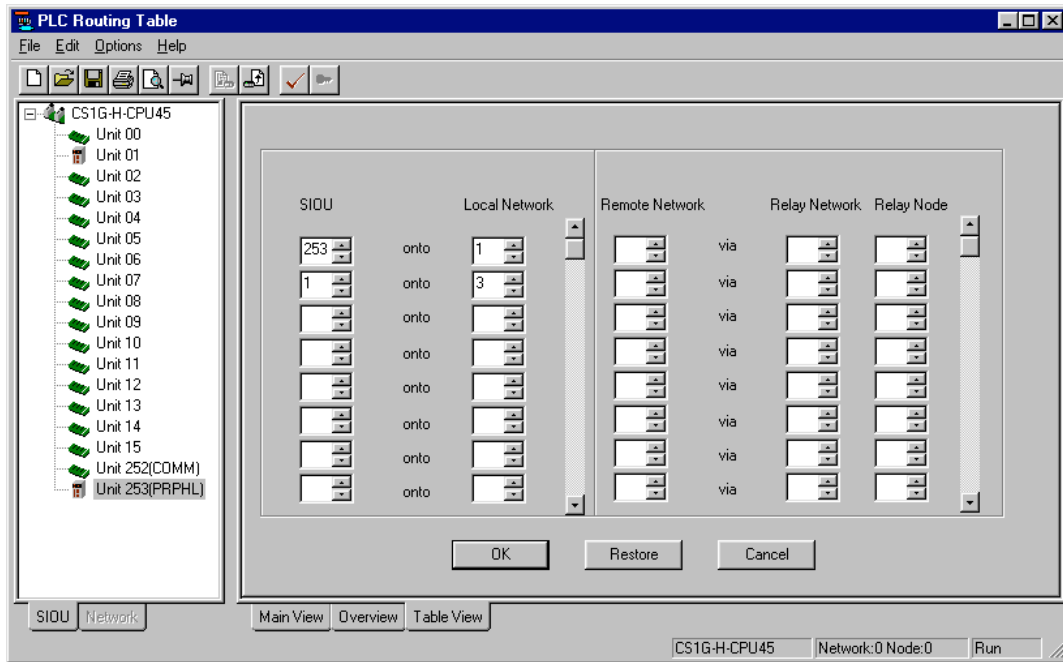 PLC Routing Table
File Edit Options Help
CS1G-H-CPU45
Unit 00
Unit 01
Unit 02
Unit 03
Unit 04
Unit 05
Unit 06
Unit 07
Unit 08
Unit 09
Unit 10
Unit 11
Unit 12
Unit 13
Unit 14
Unit 15
Unit 252(COMM)
Unit 253(PRPHL)
SIOU Network
SIOU Local Network Remote Network Relay Network Relay Node
253 onto 1 via
1 onto 3 via
onto via
onto via
onto via
onto via
onto via
onto via
OK Restore Cancel
Main View Overview Table View
CS1G-H-CPU45 Network:0 Node:0 Run